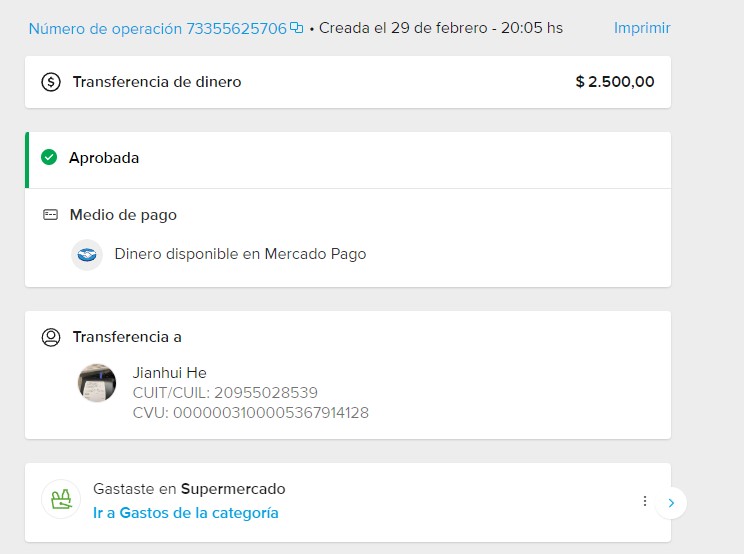 Número de operación 73355625706 • Creada el 29 de febrero - 20:05 hs Imprimir
Transferencia de dinero $ 2.500,00
Aprobada
Medio de pago
Dinero disponible en Mercado Pago
Transferencia a
Jianhui He
CUIT/CUIL: 20955028539
CVU: 0000003100005367914128
Gastaste en Supermercado
Ir a Gastos de la categoría